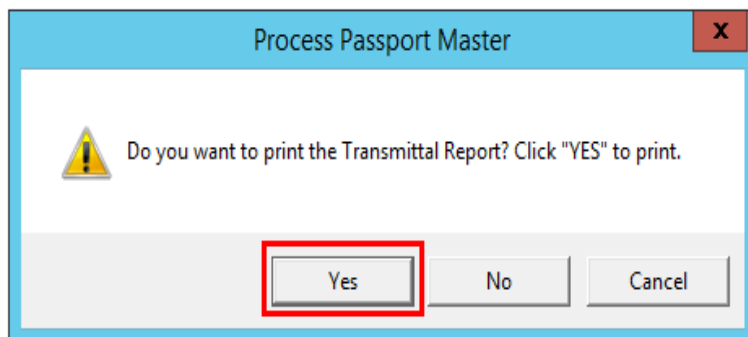 Process Passport Master
x
Do you want to print the Transmittal Report? Click "YES" to print.
Yes
No
Cancel